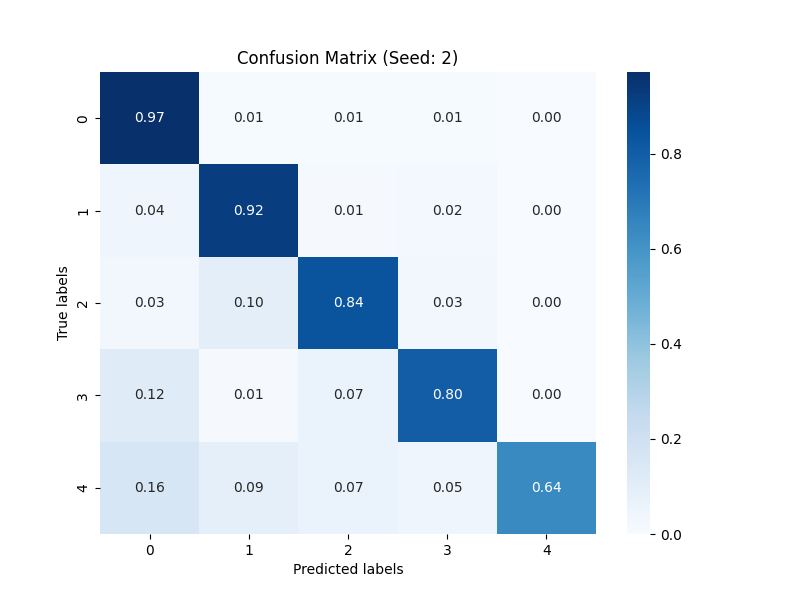 Confusion Matrix (Seed: 2)
0 0.97 0.01 0.01 0.01 0.00
1 0.04 0.92 0.01 0.02 0.00
2 0.03 0.10 0.84 0.03 0.00
3 0.12 0.01 0.07 0.80 0.00
4 0.16 0.09 0.07 0.05 0.64
0 1 2 3 4
Predicted labels
True labels
0.8
0.6
0.4
0.2
0.0